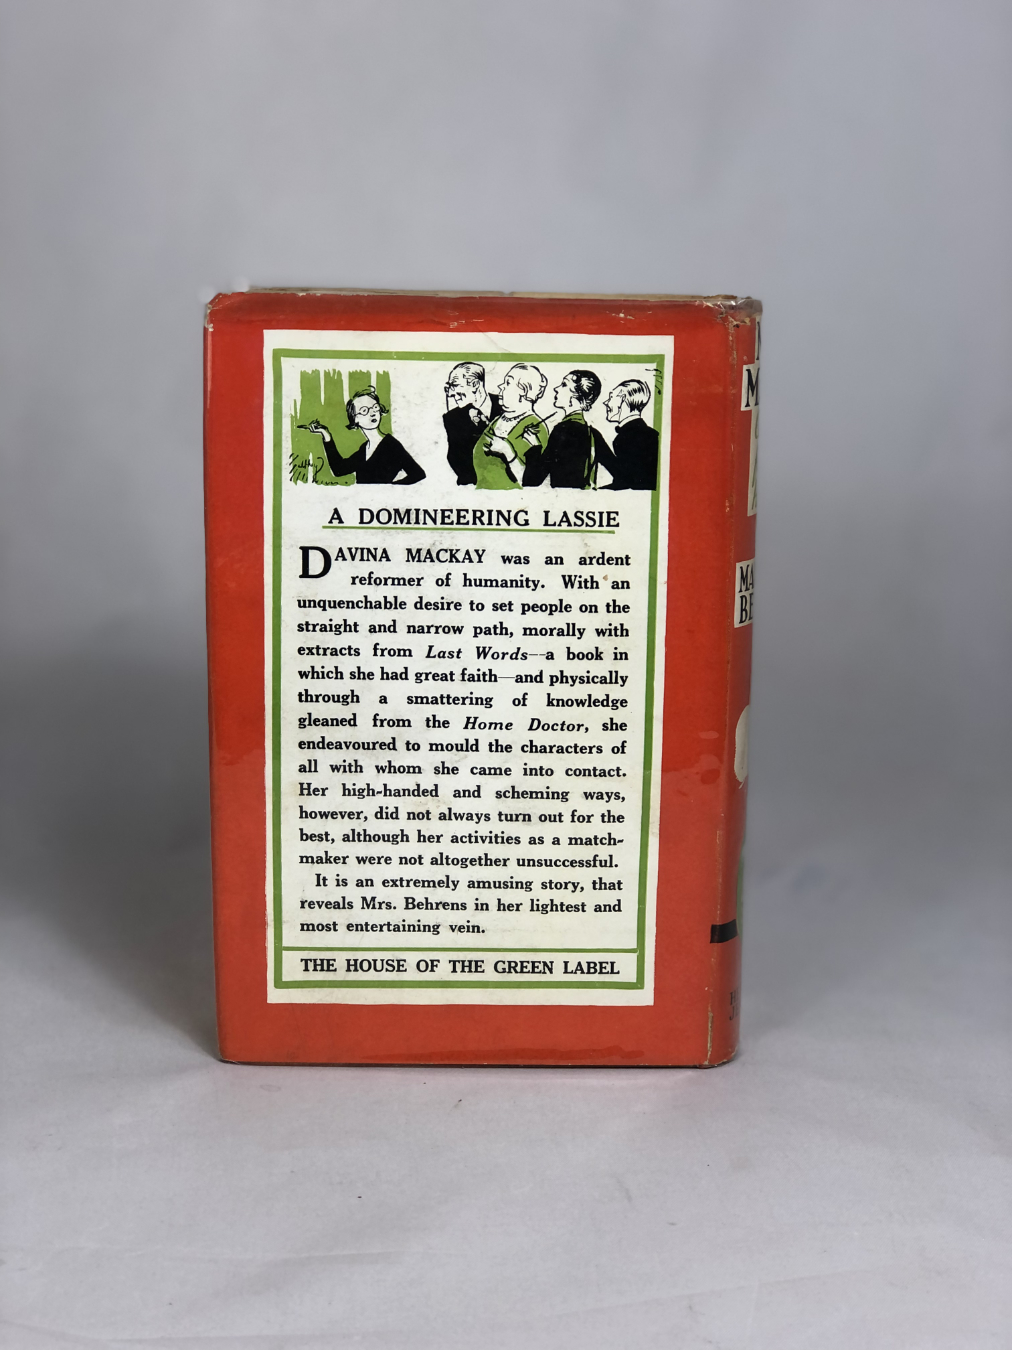 A DOMINEERING LASSIE
DAVINA MACKAY was an ardent
reformer of humanity. With an
unquenchable desire to set people on the
straight and narrow path, morally with
extracts from Last Words—a book in
which she had great faith—and physically
through a smattering of knowledge
gleaned from the Home Doctor, she
endeavoured to mould the characters of
all with whom she came into contact.
Her high-handed and scheming ways,
however, did not always turn out for the
best, although her activities as a match-
maker were not altogether unsuccessful.
It is an extremely amusing story, that
reveals Mrs. Behrens in her lightest and
most entertaining vein.
THE HOUSE OF THE GREEN LABEL
MA
BE